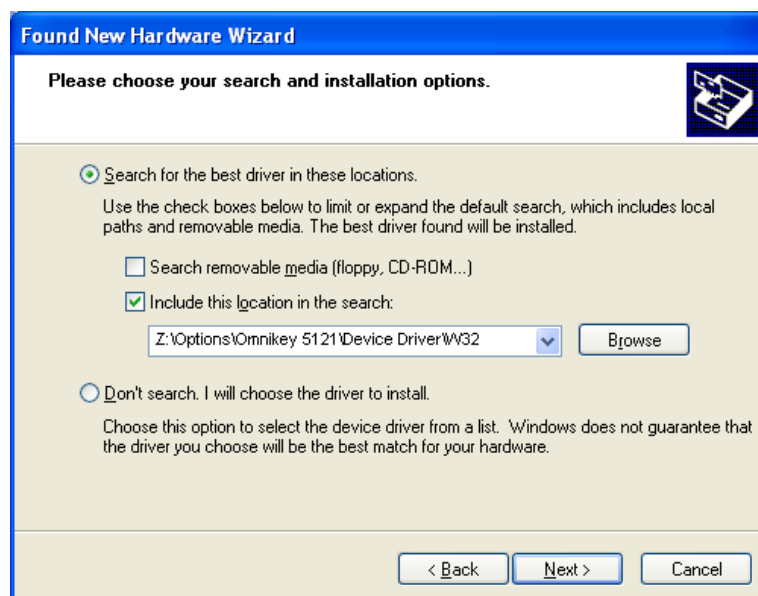 Found New Hardware Wizard
Please choose your search and installation options.
Search for the best driver in these locations.
Use the check boxes below to limit or expand the default search, which includes local
paths and removable media. The best driver found will be installed.
Search removable media (floppy, CD-ROM...)
Include this location in the search:
Z:\Options\Omnikey 5121\Device Driver\W32
Browse
Don't search. I will choose the driver to install.
Choose this option to select the device driver from a list. Windows does not guarantee that
the driver you choose will be the best match for your hardware.
< Back Next > Cancel